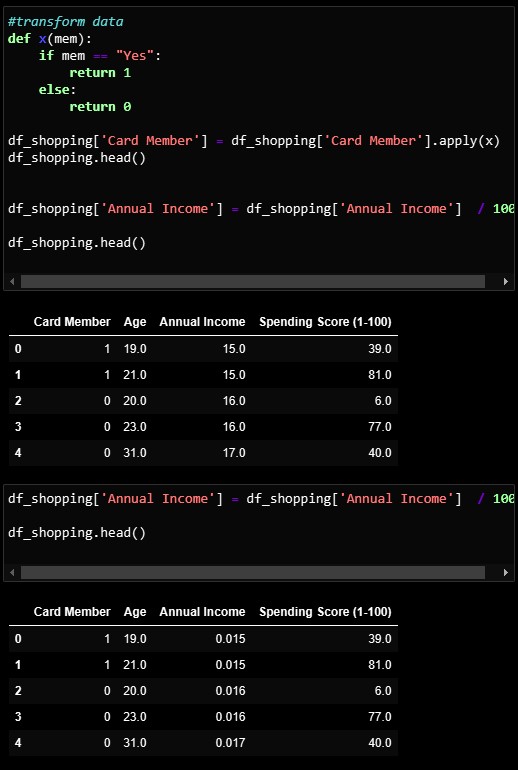 #transform data
def x(mem):
    if mem == "Yes":
        return 1
    else:
        return 0
df_shopping['Card Member'] = df_shopping['Card Member'].apply(x)
df_shopping.head()
df_shopping['Annual Income'] = df_shopping['Annual Income']  / 100
df_shopping.head()
Card Member Age Annual Income Spending Score (1-100)
0 1 19.0 15.0 39.0
1 1 21.0 15.0 81.0
2 0 20.0 16.0 6.0
3 0 23.0 16.0 77.0
4 0 31.0 17.0 40.0
df_shopping['Annual Income'] = df_shopping['Annual Income']  / 100
df_shopping.head()
Card Member Age Annual Income Spending Score (1-100)
0 1 19.0 0.015 39.0
1 1 21.0 0.015 81.0
2 0 20.0 0.016 6.0
3 0 23.0 0.016 77.0
4 0 31.0 0.017 40.0